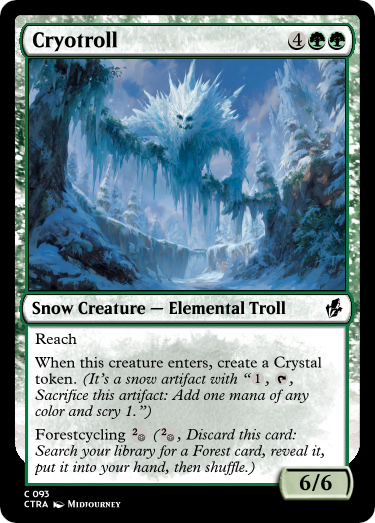 Cryotroll 4
Snow Creature — Elemental Troll
Reach
When this creature enters, create a Crystal
token. (It's a snow artifact with “1, ,
Sacrifice this artifact: Add one mana of any
color and scry 1.”)
Forestcycling 2 (2, Discard this card:
Search your library for a Forest card, reveal it,
put it into your hand, then shuffle.)
6/6
C 093
CTRA Midjourney